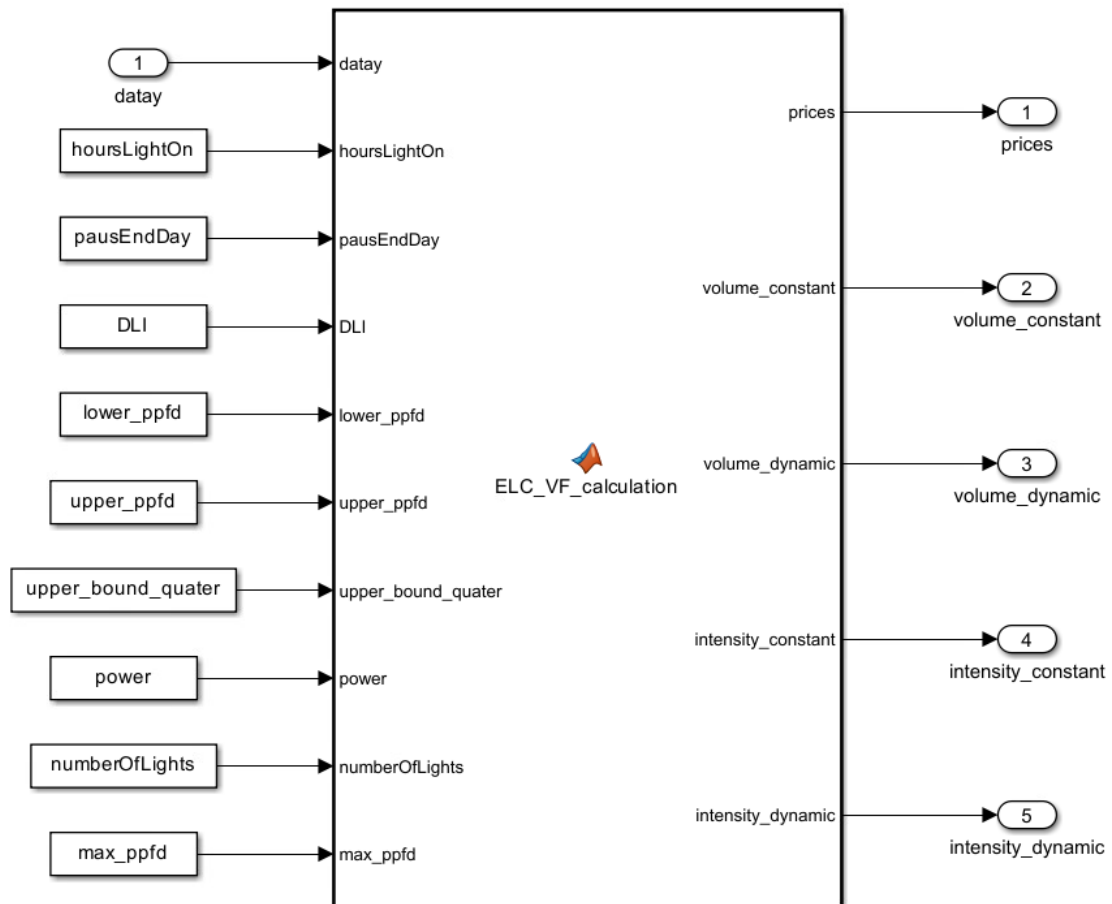 1
datay
hoursLightOn
pausEndDay
DLI
lower_ppfd
upper_ppfd
upper_bound_quater
power
numberOfLights
max_ppfd
datay
hoursLightOn
pausEndDay
DLI
lower_ppfd
upper_ppfd
upper_bound_quater
power
numberOfLights
max_ppfd
ELC_VF_calculation
prices
volume_constant
volume_dynamic
intensity_constant
intensity_dynamic
1
prices
2
volume_constant
3
volume_dynamic
4
intensity_constant
5
intensity_dynamic